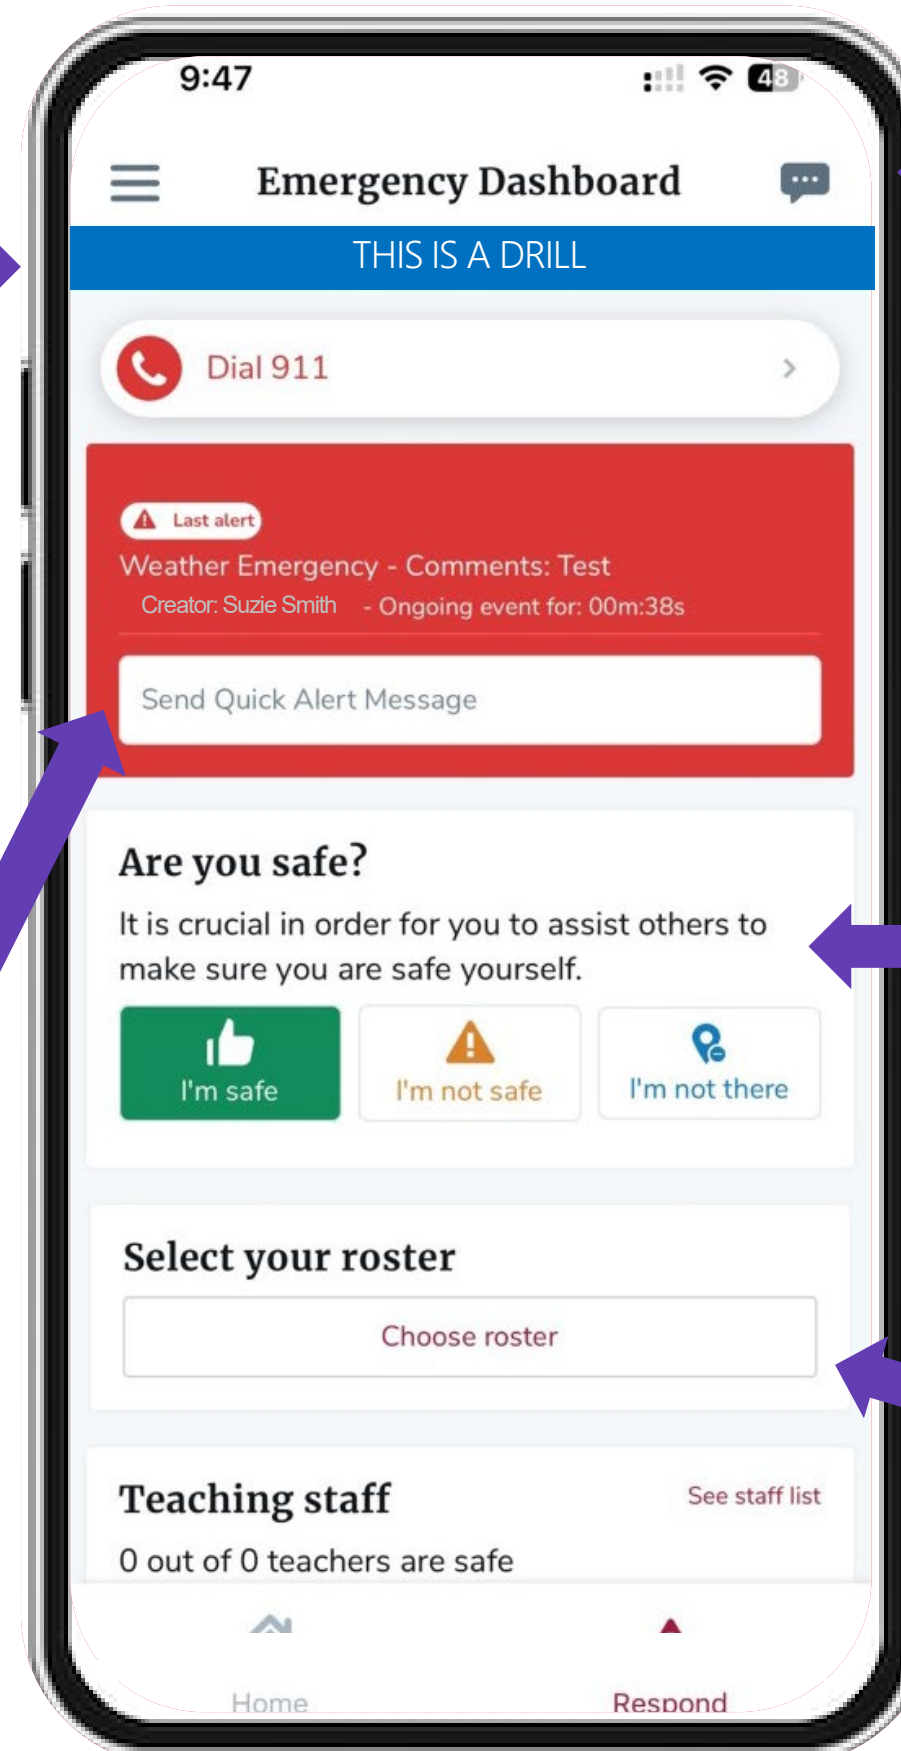 9:47
48
Emergency Dashboard
THIS IS A DRILL
Dial 911
Last alert
Weather Emergency - Comments: Test
Creator: Suzie Smith - Ongoing event for: 00m:38s
Send Quick Alert Message
Are you safe?
It is crucial in order for you to assist others to
make sure you are safe yourself.
I'm safe
I'm not safe
I'm not there
Select your roster
Choose roster
Teaching staff
See staff list
0 out of 0 teachers are safe
Home
Respond